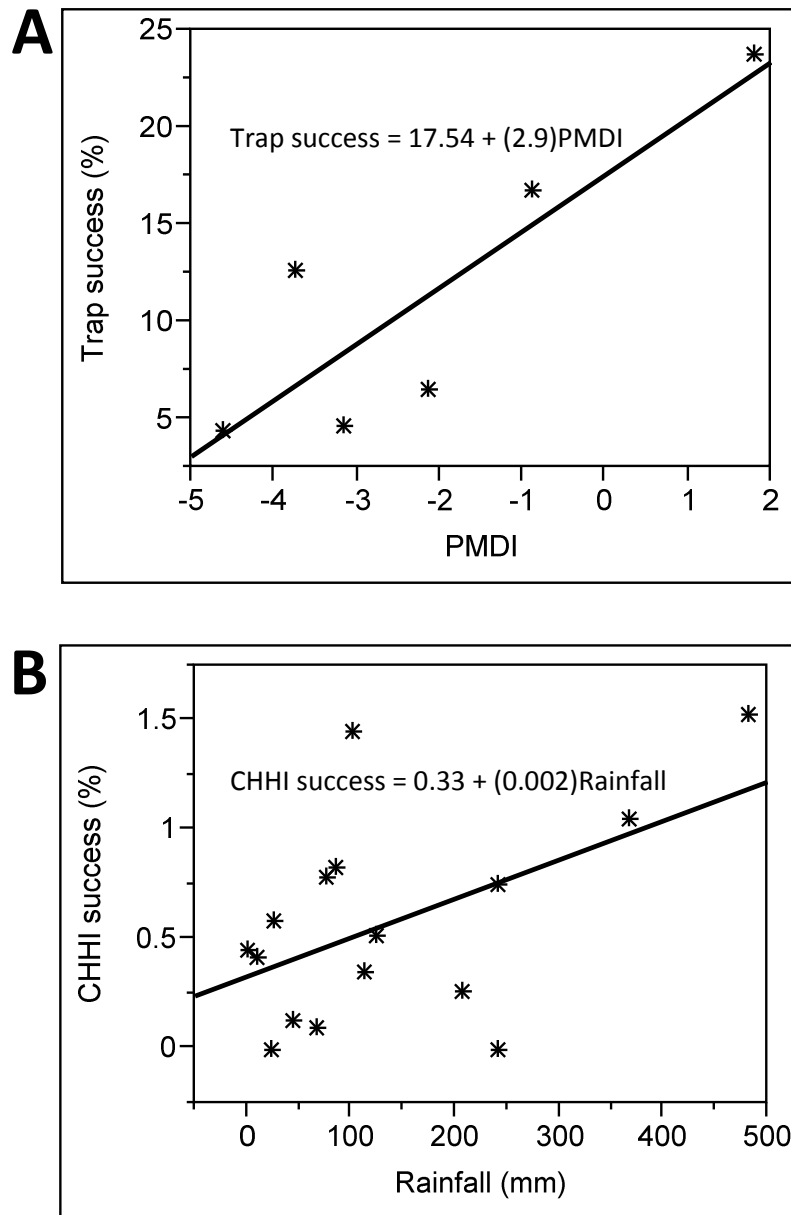 A
25
20
15
10
5
Trap success (%)
Trap success = 17.54 + (2.9)PMDI
-5 -4 -3 -2 -1 0 1 2
PMDI
B
1.5
1
0.5
0
CHHI success (%)
CHHI success = 0.33 + (0.002)Rainfall
0 100 200 300 400 500
Rainfall (mm)